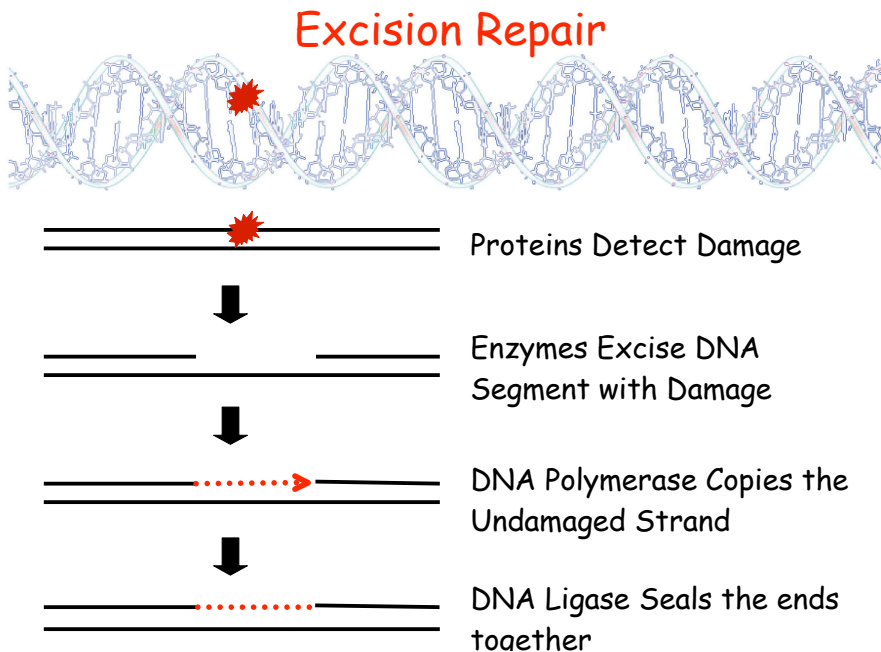 Excision Repair
Proteins Detect Damage
Enzymes Excise DNA
Segment with Damage
DNA Polymerase Copies the
Undamaged Strand
DNA Ligase Seals the ends
together